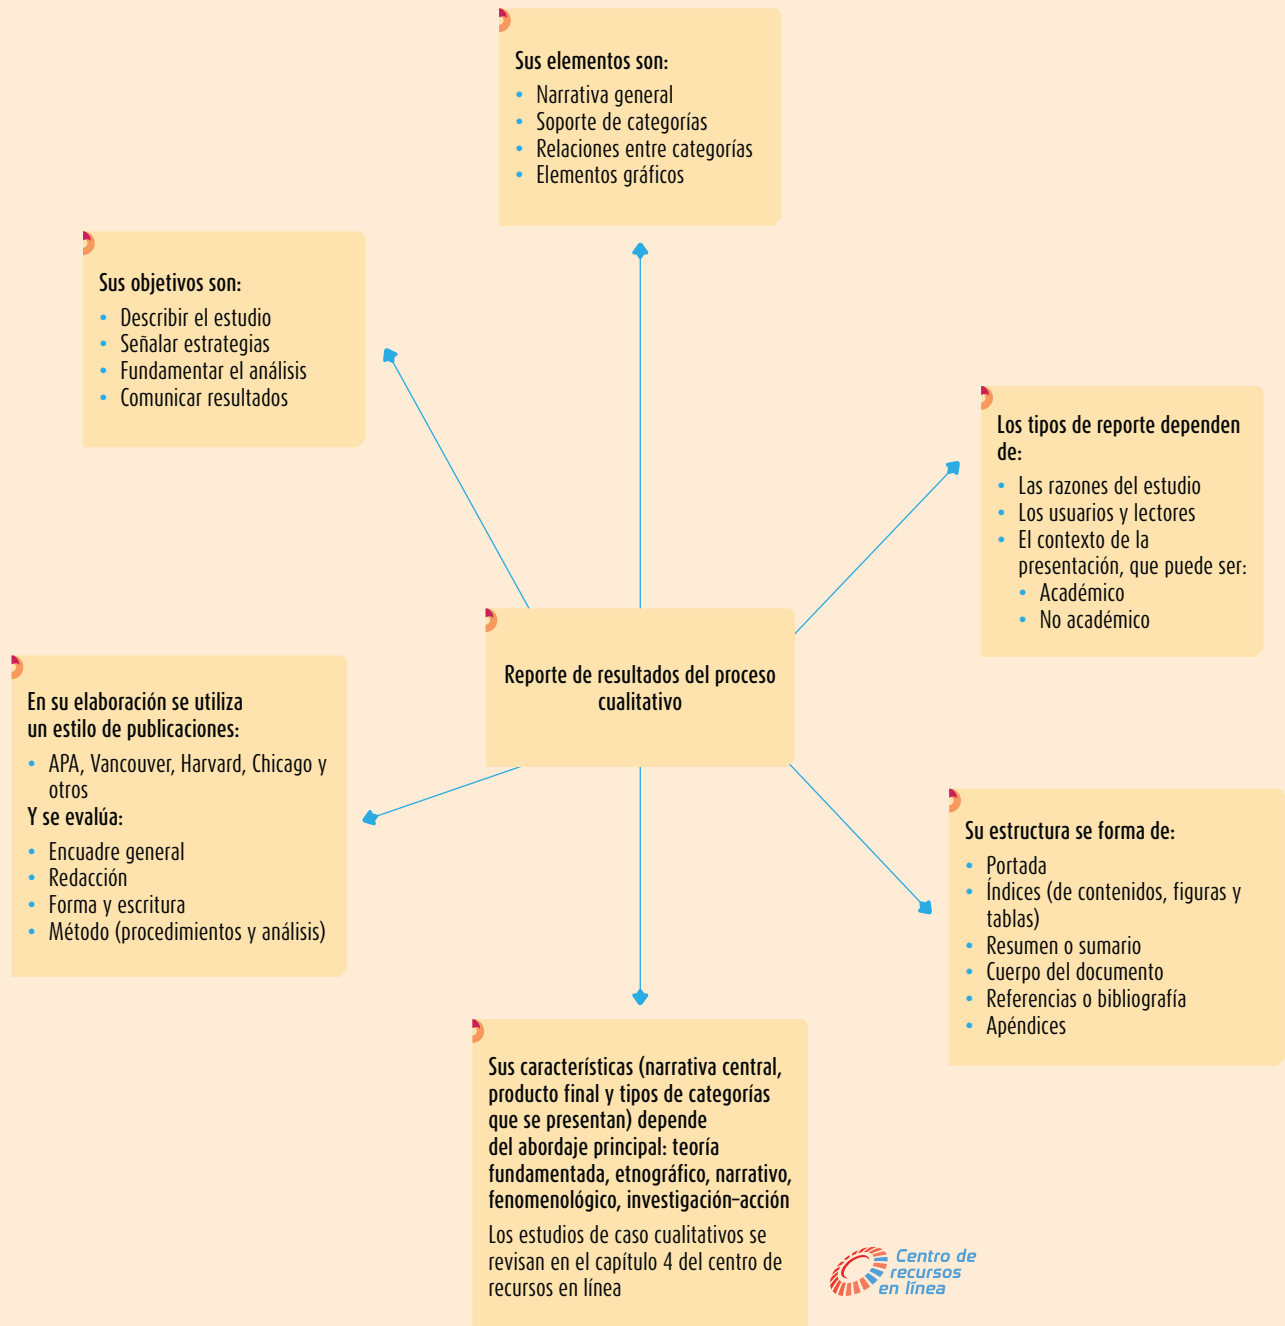 Sus elementos son:
• Narrativa general
• Soporte de categorías
• Relaciones entre categorías
• Elementos gráficos
Sus objetivos son:
• Describir el estudio
• Señalar estrategias
• Fundamentar el análisis
• Comunicar resultados
Los tipos de reporte dependen
de:
• Las razones del estudio
• Los usuarios y lectores
• El contexto de la
presentación, que puede ser:
• Académico
• No académico
Reporte de resultados del proceso
cualitativo
En su elaboración se utiliza
un estilo de publicaciones:
• APA, Vancouver, Harvard, Chicago y
otros
Y se evalúa:
• Encuadre general
• Redacción
• Forma y escritura
• Método (procedimientos y análisis)
Su estructura se forma de:
• Portada
• Índices (de contenidos, figuras y
tablas)
• Resumen o sumario
• Cuerpo del documento
• Referencias o bibliografía
• Apéndices
Sus características (narrativa central,
producto final y tipos de categorías
que se presentan) depende
del abordaje principal: teoría
fundamentada, etnográfico, narrativo,
fenomenológico, investigación-acción
Los estudios de caso cualitativos se
revisan en el capítulo 4 del centro de
recursos en línea
Centro de
recursos
en línea